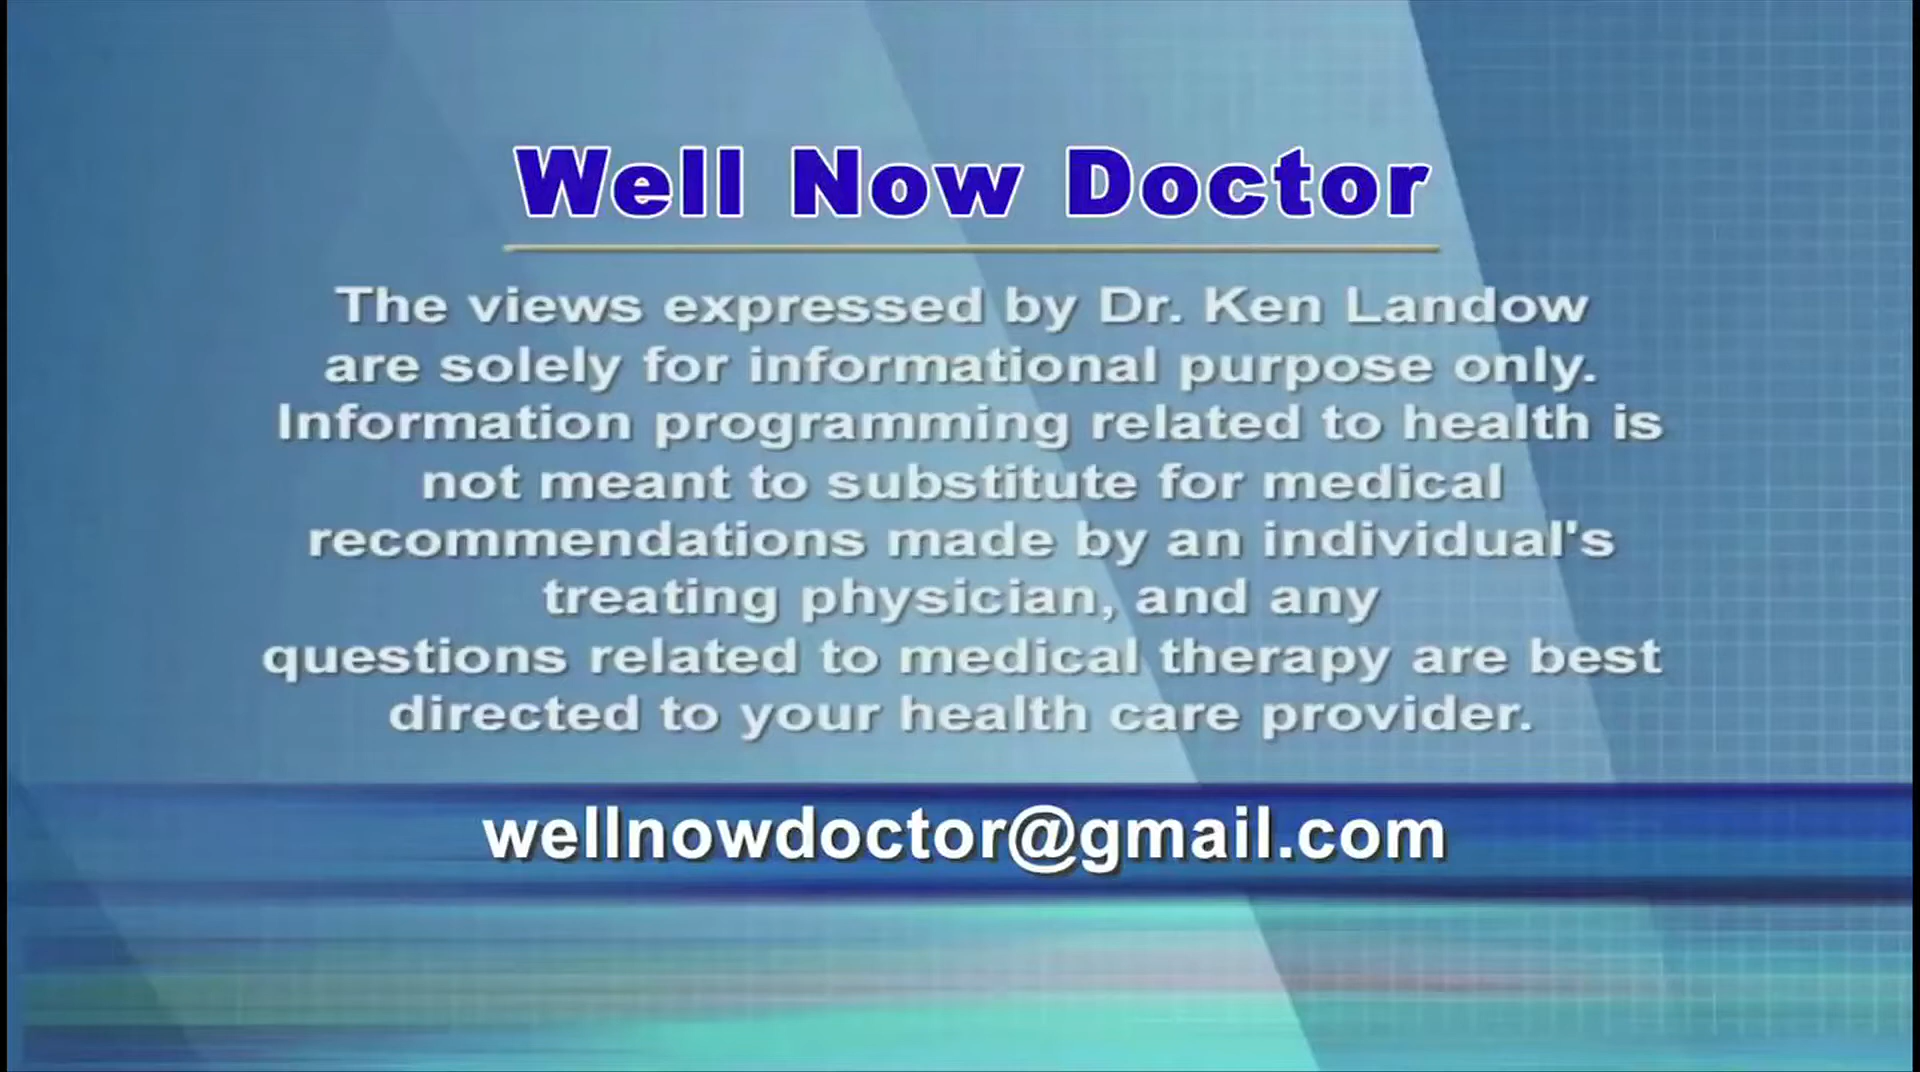 Well Now Doctor
The views expressed by Dr. Ken Landow
are solely for informational purpose only.
Information programming related to health is
not meant to substitute for medical
recommendations made by an individual's
treating physician, and any
questions related to medical therapy are best
directed to your health care provider.
wellnowdoctor@gmail.com